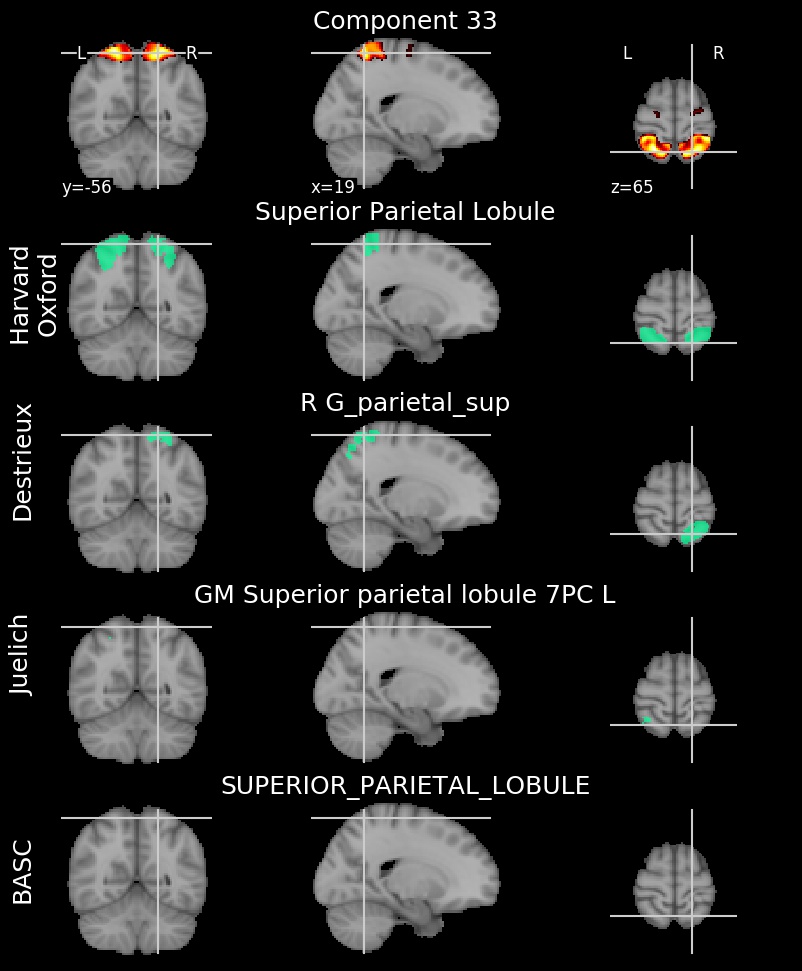 Component 33
L R
L R
y=-56 x=19 z=65
Superior Parietal Lobule
Harvard
Oxford
R G_parietal_sup
Destrieux
GM Superior parietal lobule 7PC L
Juelich
SUPERIOR_PARIETAL_LOBULE
BASC